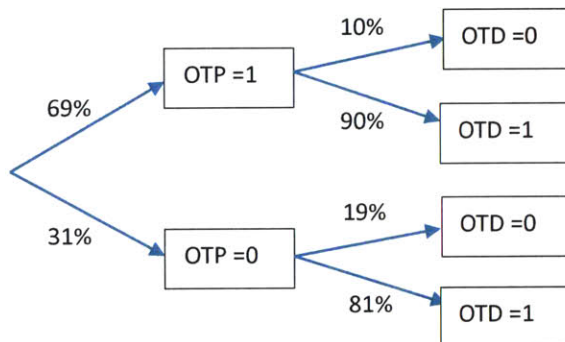 10%
OTD =0
OTP =1
69%
90%
OTD =1
31%
19%
OTD =0
OTP =0
81%
OTD =1